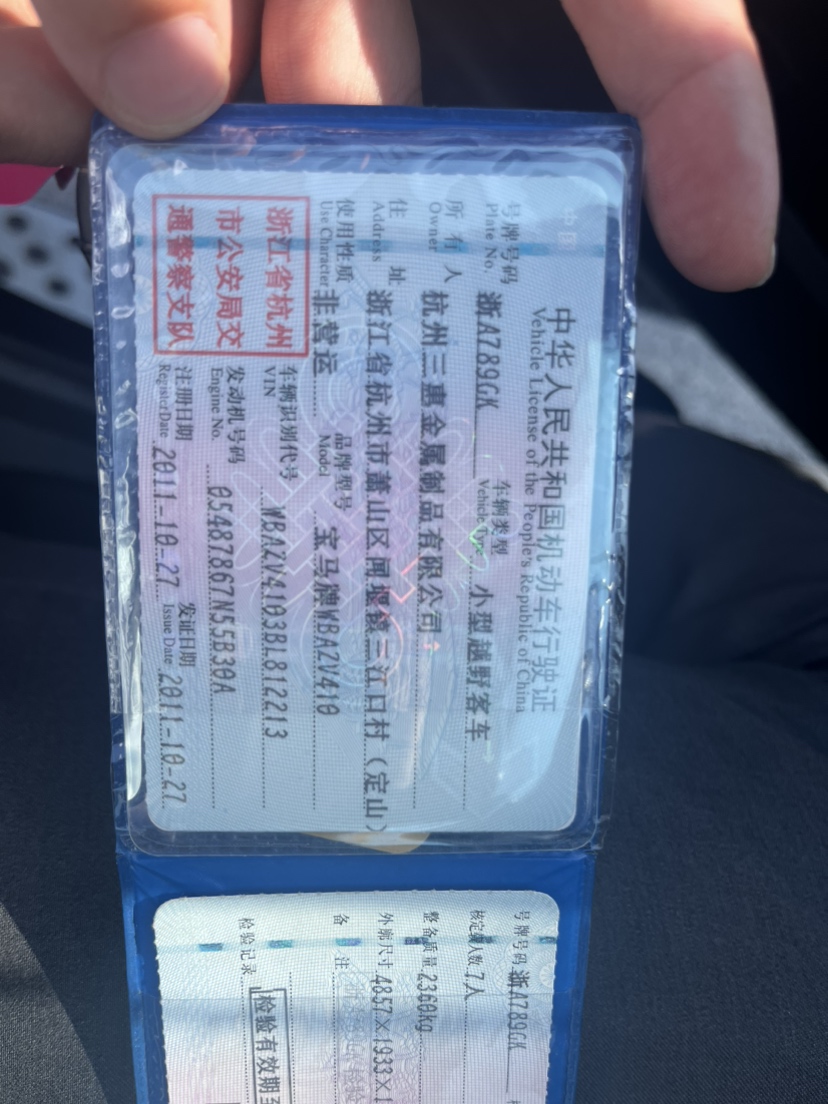 中华人民共和国机动车行驶证
Vehicle License of the People's Republic of China
号牌号码 浙A789GK 车辆类型 小型越野客车
Plate No. Vehicle Type
所有人 杭州三惠金属制品有限公司
Owner
住址 浙江省杭州市萧山区闻堰镇三江口村(定山)
Address
使用性质 非营运 品牌型号 宝马牌WBAZV410
Use Character Model
浙江省杭州
市公安局交
通警察支队
车辆识别代号 WBAZV4103BL812213
VIN
发动机号码 05487867N55B30A
Engine No.
注册日期 2011-10-27 发证日期 2011-10-27
Register Date Issue Date
号牌号码 浙A789GK
核定载人数 7人
整备质量 2360kg
外廓尺寸 4857×1933×1
备注
检验记录 检验有效期至